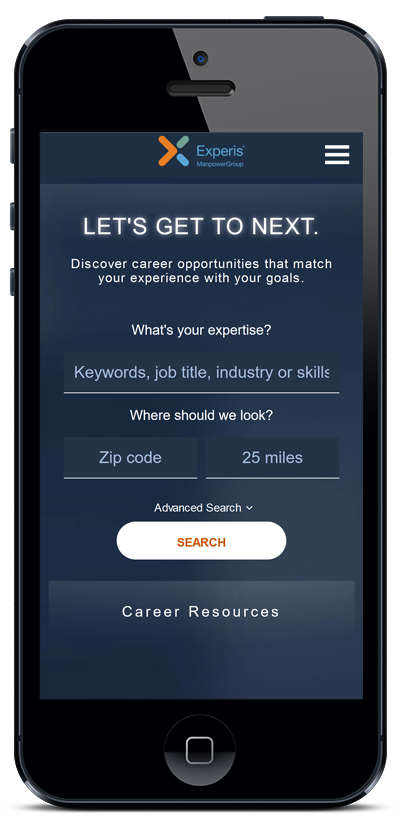 Experis®
ManpowerGroup
LET'S GET TO NEXT.
Discover career opportunities that match
your experience with your goals.
What's your expertise?
Keywords, job title, industry or skills
Where should we look?
Zip code 25 miles
Advanced Search
SEARCH
Career Resources